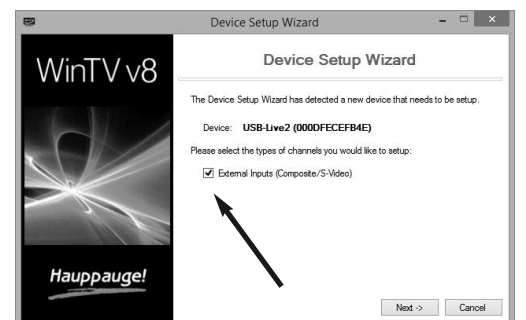 Device Setup Wizard
WinTV v8
Device Setup Wizard
The Device Setup Wizard has detected a new device that needs to be setup.
Device: USB-Live2 (000DFECEFB4E)
Please select the types of channels you would like to setup:
External Inputs (Composite/S-Video)
Hauppauge!
Next -> Cancel